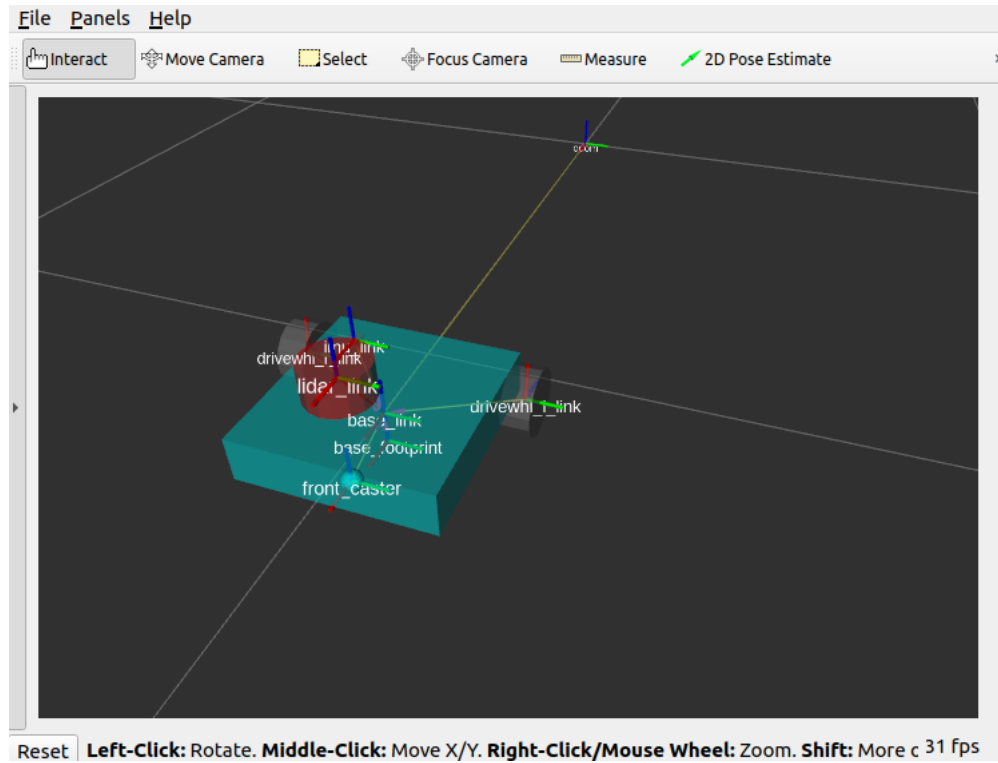 File Panels Help
Interact Move Camera Select Focus Camera Measure 2D Pose Estimate
odom
imu_link
drivewhl_r_link
lidar_link
drivewhl_l_link
base_link
base_footprint
front_caster
Reset Left-Click: Rotate. Middle-Click: Move X/Y. Right-Click/Mouse Wheel: Zoom. Shift: More c 31 fps